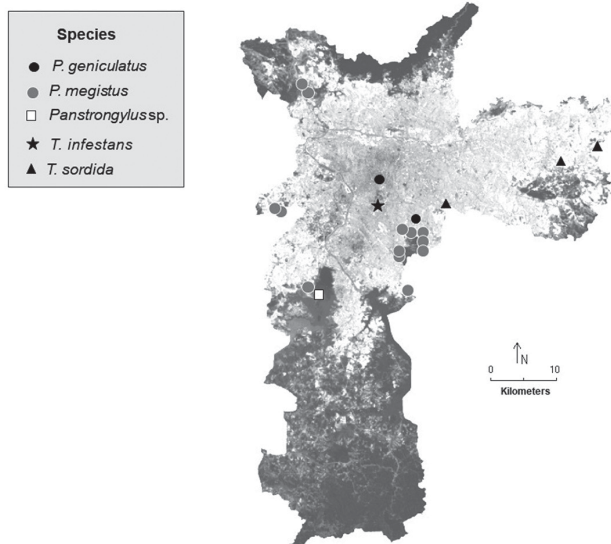 Species
P. geniculatus
P. megistus
Panstrongylus sp.
T. infestans
T. sordida
N
0 10
Kilometers